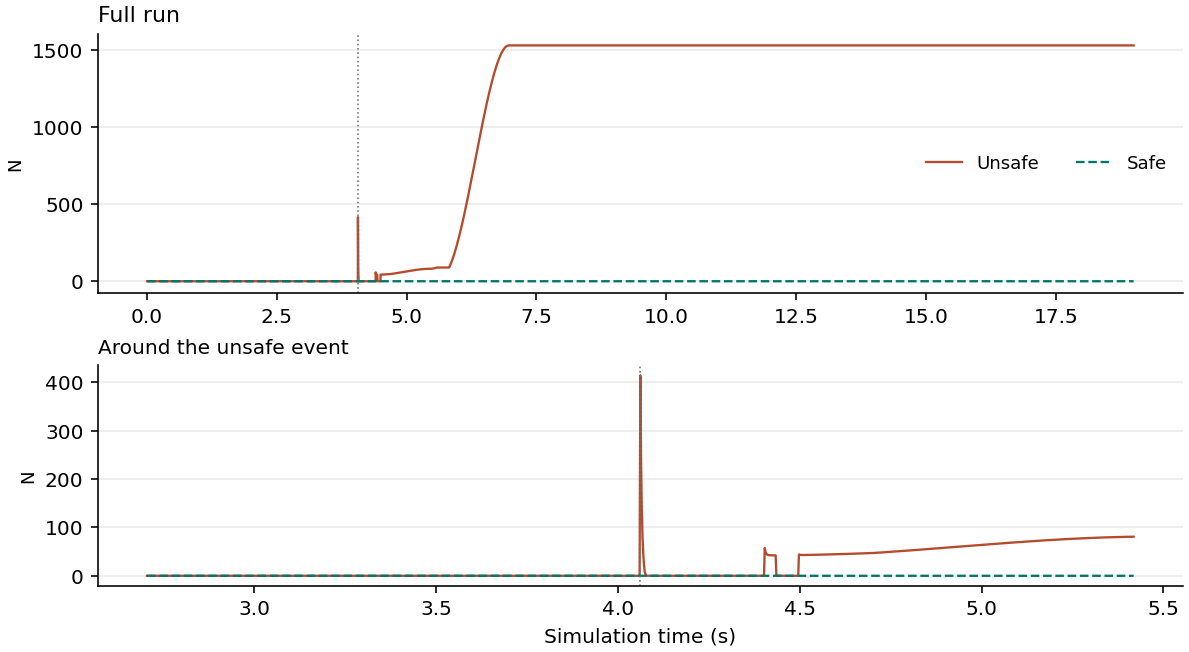 Full run
1500
1000
500
0
N
Unsafe
Safe
0.0 2.5 5.0 7.5 10.0 12.5 15.0 17.5
Around the unsafe event
400
300
200
100
0
N
3.0 3.5 4.0 4.5 5.0 5.5
Simulation time (s)